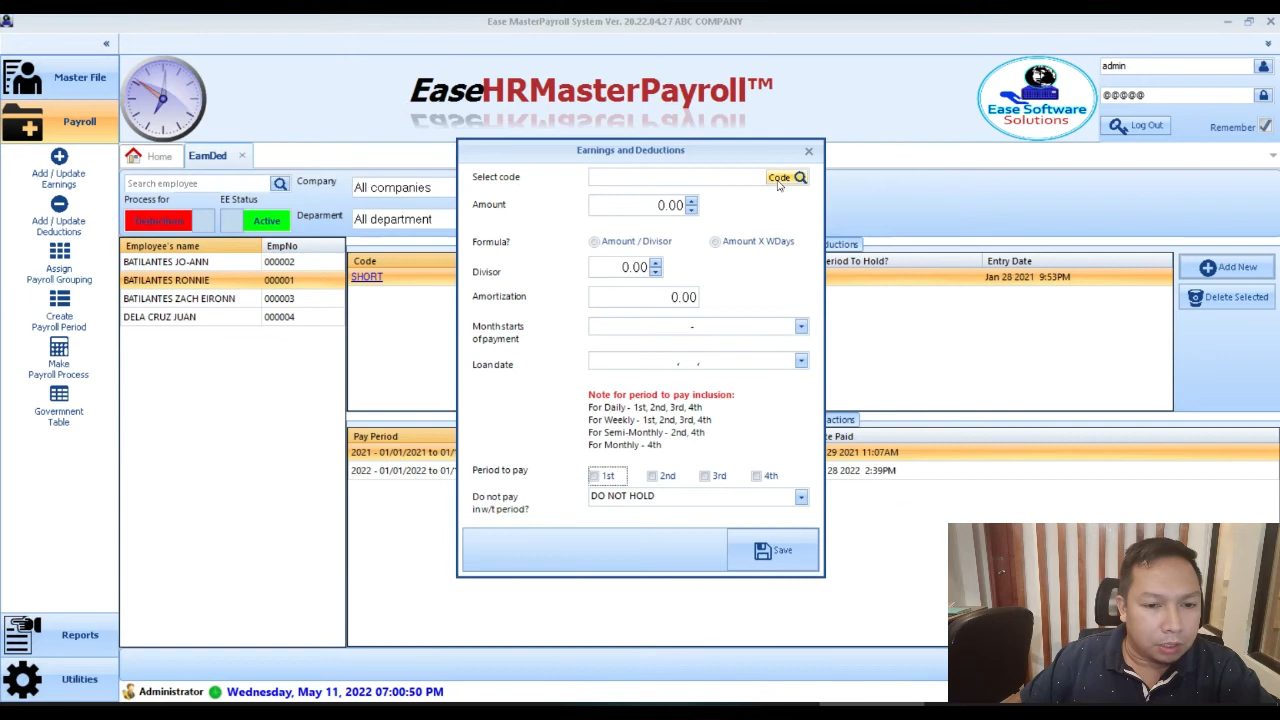 Ease MasterPayroll System Ver. 20.22.04.27 ABC COMPANY
Master File
Payroll
Add / Update
Earnings
Add / Update
Deductions
Assign
Payroll Grouping
Create
Payroll Period
Make
Payroll Process
Governmnt
Table
Reports
Utilities
EaseHRMasterPayroll™
Ease Software
Solutions
admin
@@@@@
Log Out
Remember
Home
EarnDed
Search employee
Company
All companies
Process for
EE Status
Deductions
Active
Deparment
All department
Employee's name
EmpNo
BATILANTES JO-ANN
000002
BATILANTES RONNIE
000001
BATILANTES ZACH EIRONN
000003
DELA CRUZ JUAN
000004
Code
SHORT
Period To Hold?
Entry Date
Jan 28 2021 9:53PM
Add New
Delete Selected
Pay Period
2021 - 01/01/2021 to 01/
2022 - 01/01/2022 to 01/
29 2021 11:07AM
28 2022 2:39PM
Earnings and Deductions
Select code
Code
Amount
0.00
Formula?
Amount / Divisor
Amount X WDays
Divisor
0.00
Amortization
0.00
Month starts
of payment
-
Loan date
, ,
Note for period to pay inclusion:
For Daily - 1st, 2nd, 3rd, 4th
For Weekly - 1st, 2nd, 3rd, 4th
For Semi-Monthly - 2nd, 4th
For Monthly - 4th
Period to pay
1st
2nd
3rd
4th
Do not pay
in w/t period?
DO NOT HOLD
Save
Administrator
Wednesday, May 11, 2022 07:00:50 PM